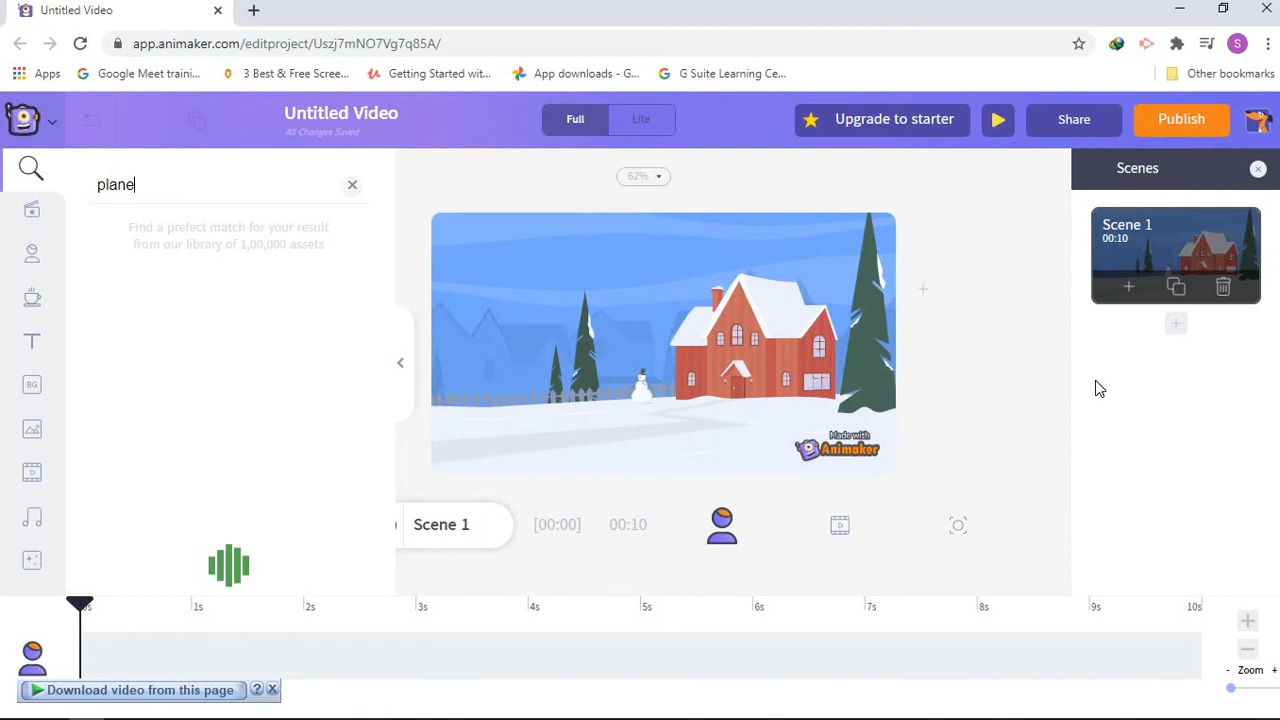 Untitled Video
app.animaker.com/editproject/Uszj7mNO7Vg7q85A/
Apps
Google Meet traini...
3 Best & Free Scree...
Getting Started wit...
App downloads - G...
G Suite Learning Ce...
Other bookmarks
S
Untitled Video
All Changes Saved
Full
Lite
Upgrade to starter
Share
Publish
plane
Find a prefect match for your result
from our library of 1,00,000 assets
62%
Scenes
Scene 1
00:10
BG
Made with
Animaker
Scene 1
[00:00]
00:10
0s
1s
2s
3s
4s
5s
6s
7s
8s
9s
10s
- Zoom +
Download video from this page